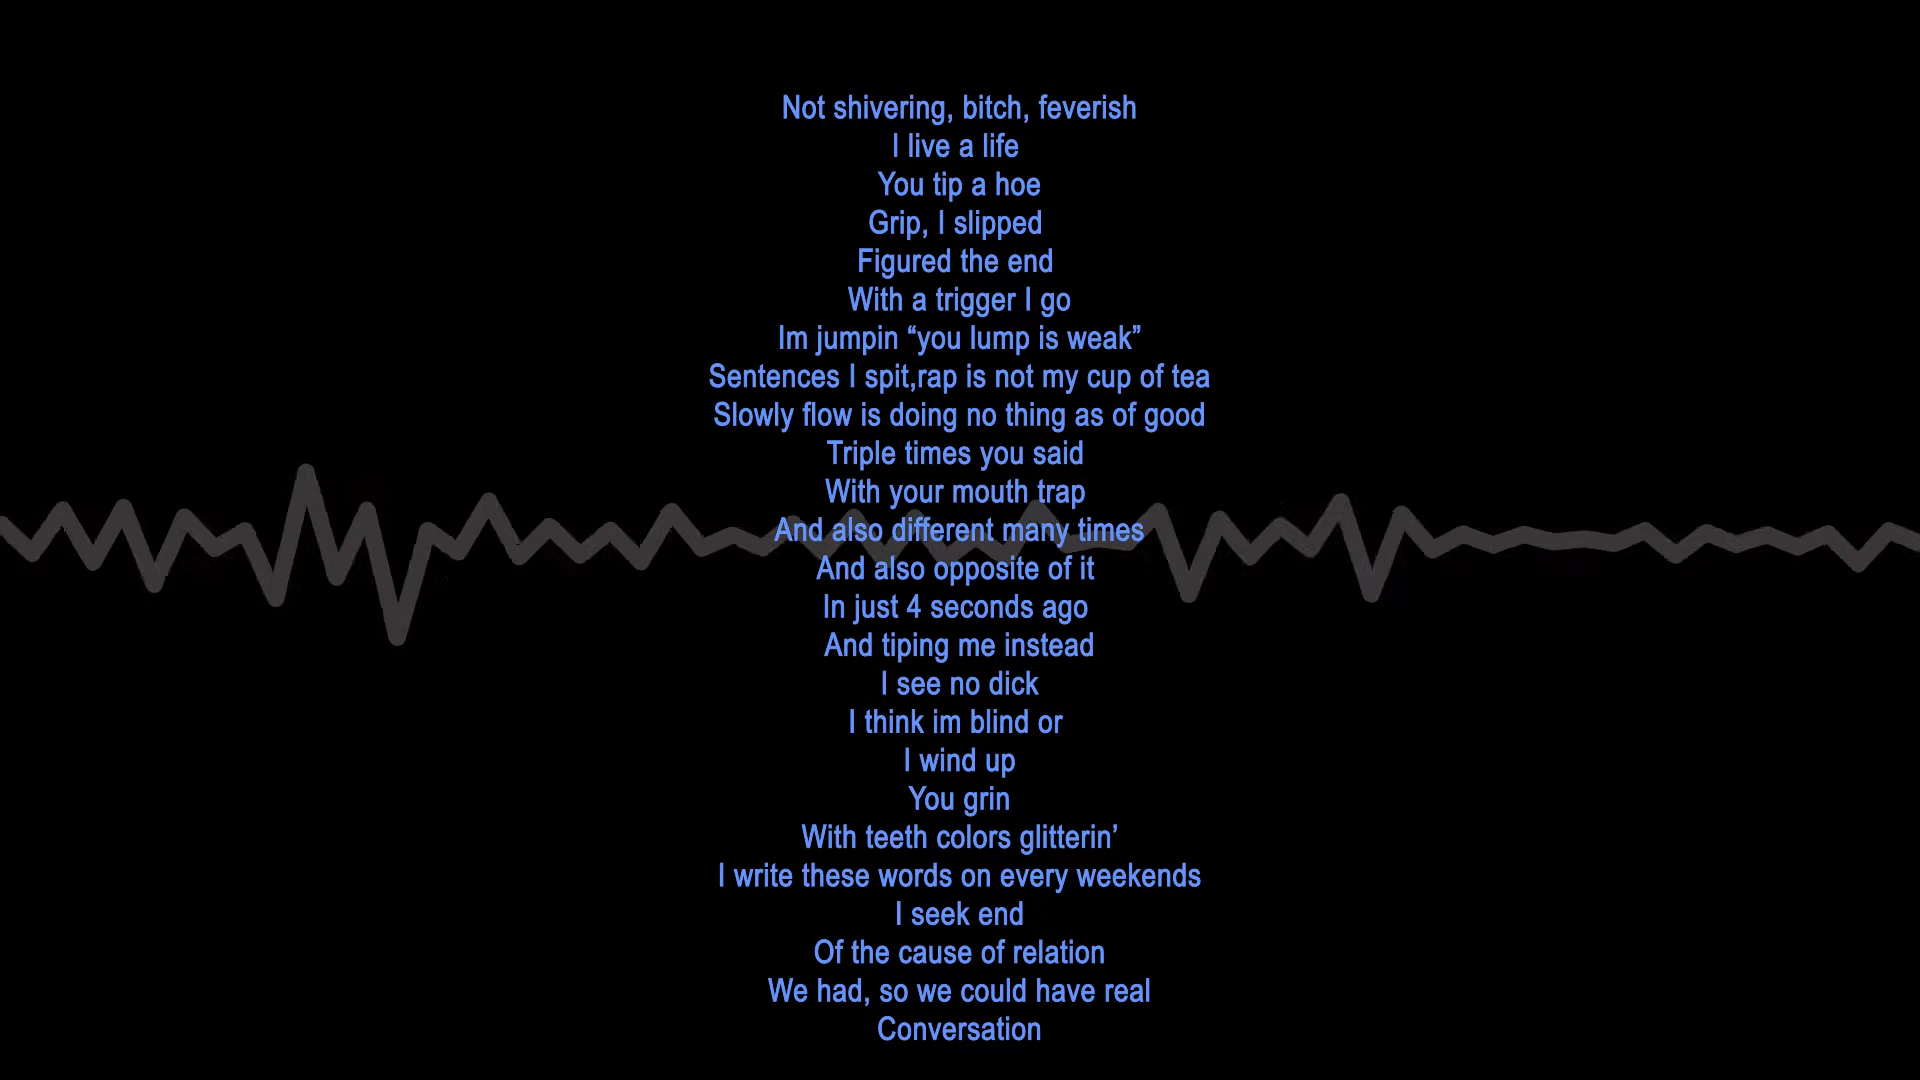 Not shivering, bitch, feverish
I live a life
You tip a hoe
Grip, I slipped
Figured the end
With a trigger I go
Im jumpin “you lump is weak”
Sentences I spit,rap is not my cup of tea
Slowly flow is doing no thing as of good
Triple times you said
With your mouth trap
And also different many times
And also opposite of it
In just 4 seconds ago
And tiping me instead
I see no dick
I think im blind or
I wind up
You grin
With teeth colors glitterin’
I write these words on every weekends
I seek end
Of the cause of relation
We had, so we could have real
Conversation